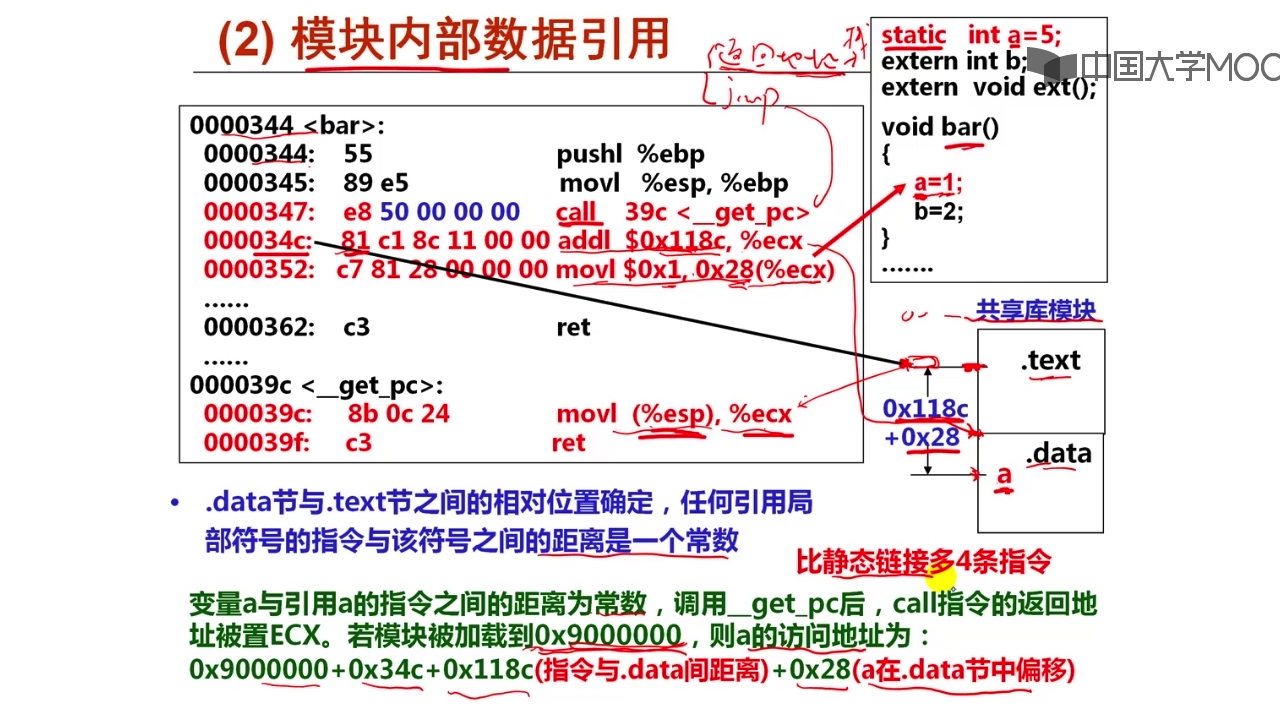 (2) 模块内部数据引用
返回地址
jmp
static int a=5;
extern int b;
extern void ext();
中国大学MOO
void bar()
{
a=1;
b=2;
}
.......
0000344 <bar>:
0000344: 55 pushl %ebp
0000345: 89 e5 movl %esp, %ebp
0000347: e8 50 00 00 00 call 39c <__get_pc>
000034c: 81 c1 8c 11 00 00 addl $0x118c, %ecx
0000352: c7 81 28 00 00 00 movl $0x1, 0x28(%ecx)
......
0000362: c3 ret
......
000039c <__get_pc>:
000039c: 8b 0c 24 movl (%esp), %ecx
000039f: c3 ret
共享库模块
.text
0x118c
+0x28
.data
a
• .data节与.text节之间的相对位置确定，任何引用局
部符号的指令与该符号之间的距离是一个常数
比静态链接多4条指令
变量a与引用a的指令之间的距离为常数，调用__get_pc后，call指令的返回地
址被置ECX。若模块被加载到0x9000000，则a的访问地址为：
0x9000000+0x34c+0x118c(指令与.data间距离)+0x28(a在.data节中偏移)